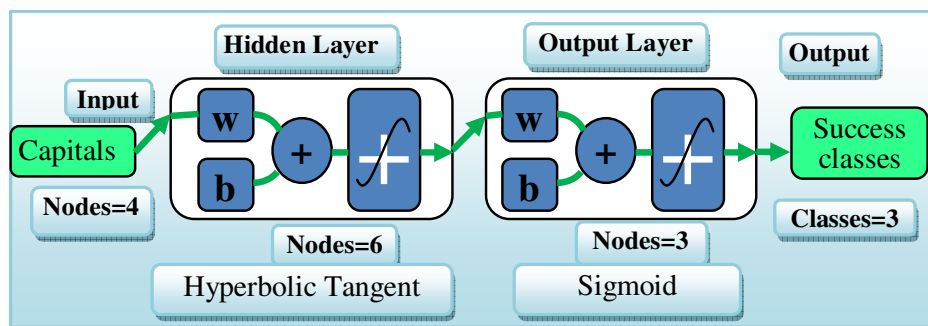 Hidden Layer
Output Layer
Output
Input
Capitals
w
b
+
w
b
+
Success
classes
Nodes=4
Nodes=6
Nodes=3
Classes=3
Hyperbolic Tangent
Sigmoid